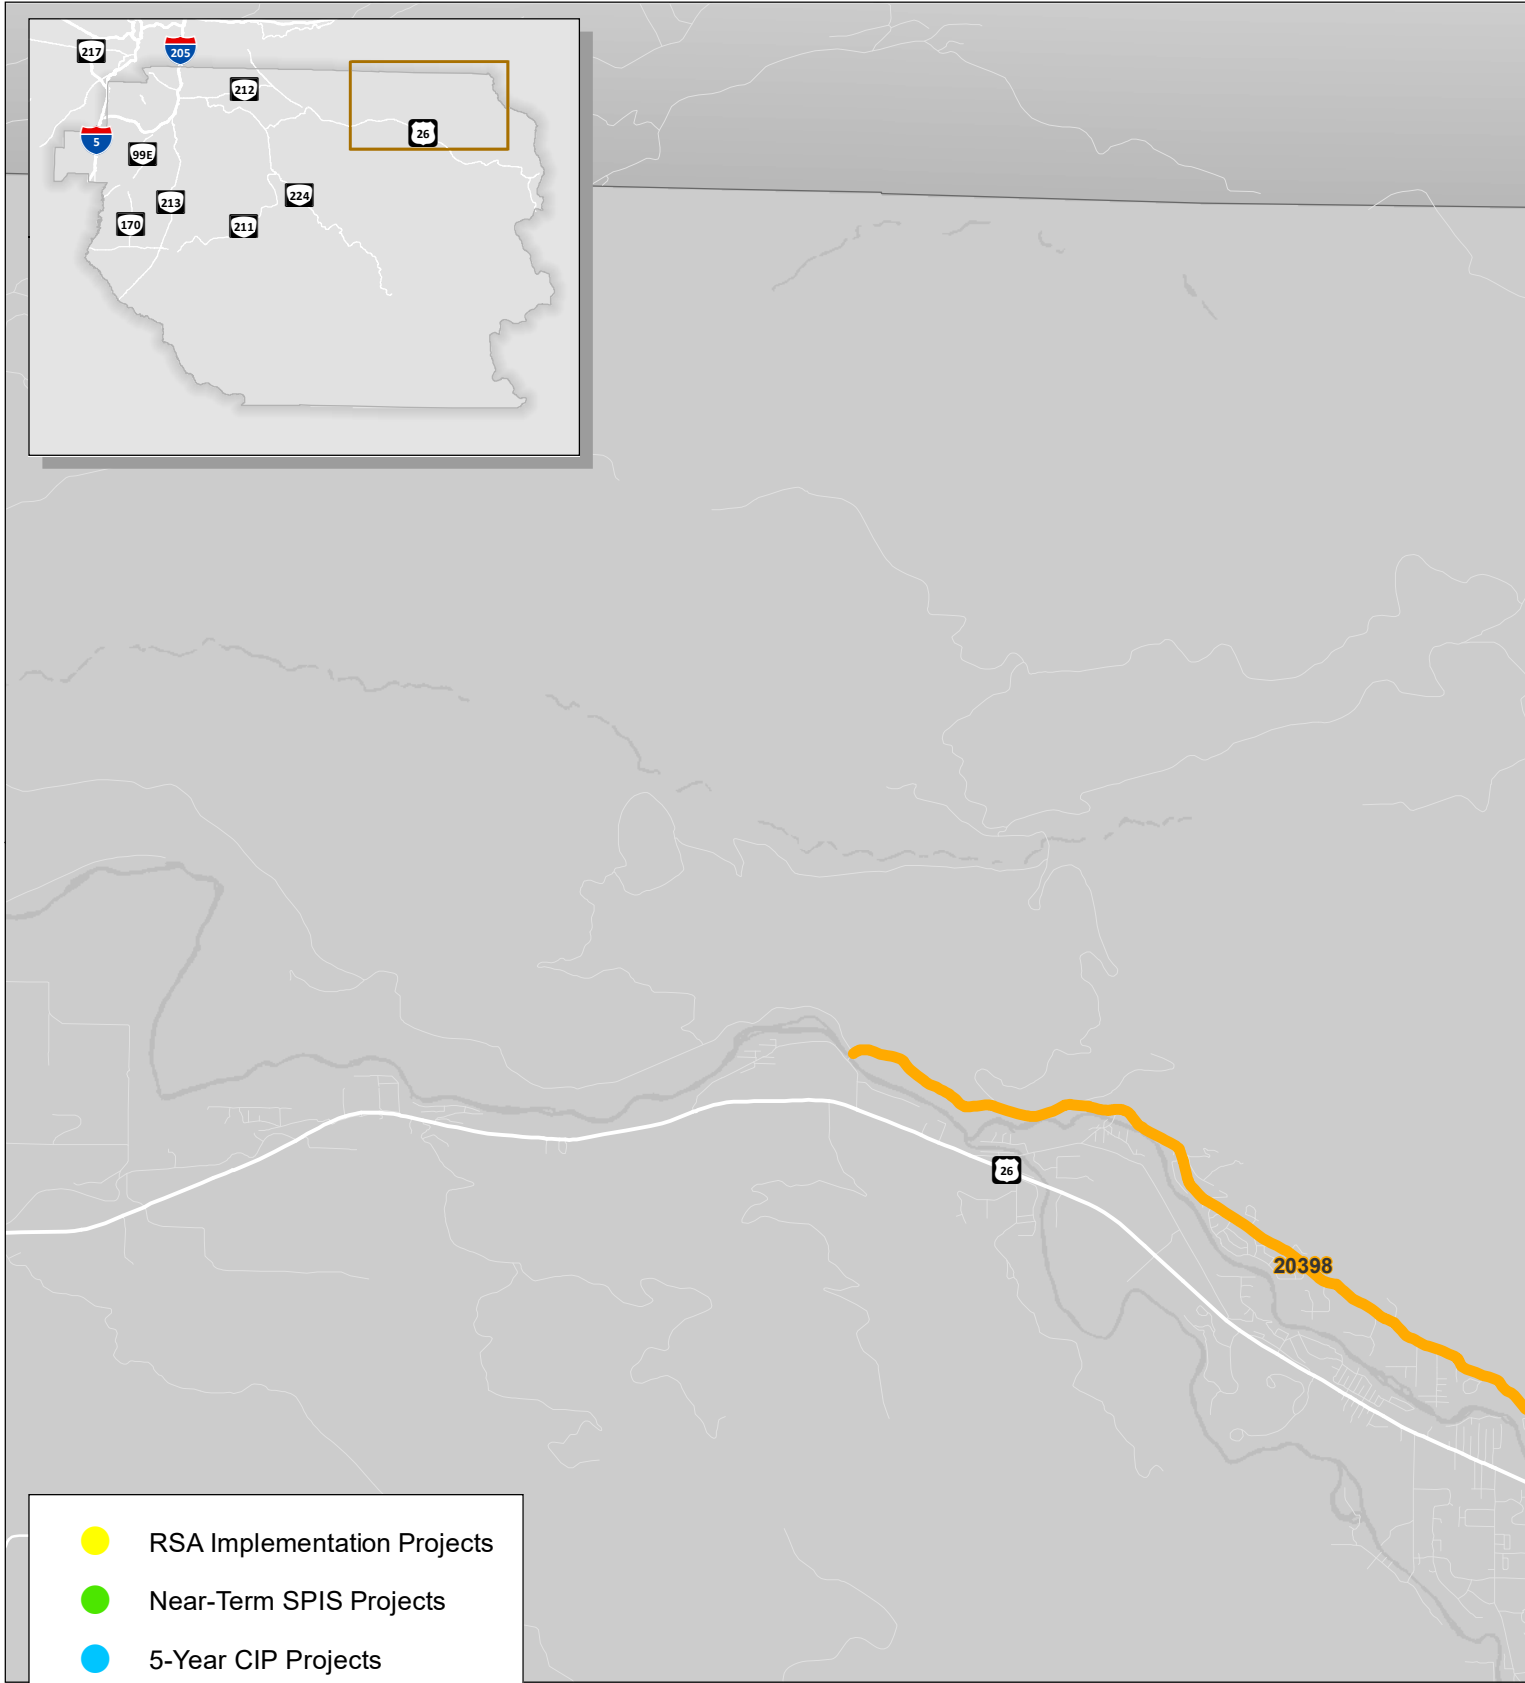 217
205
212
26
5
99E
213
224
170
211
26
20398
RSA Implementation Projects
Near-Term SPIS Projects
5-Year CIP Projects